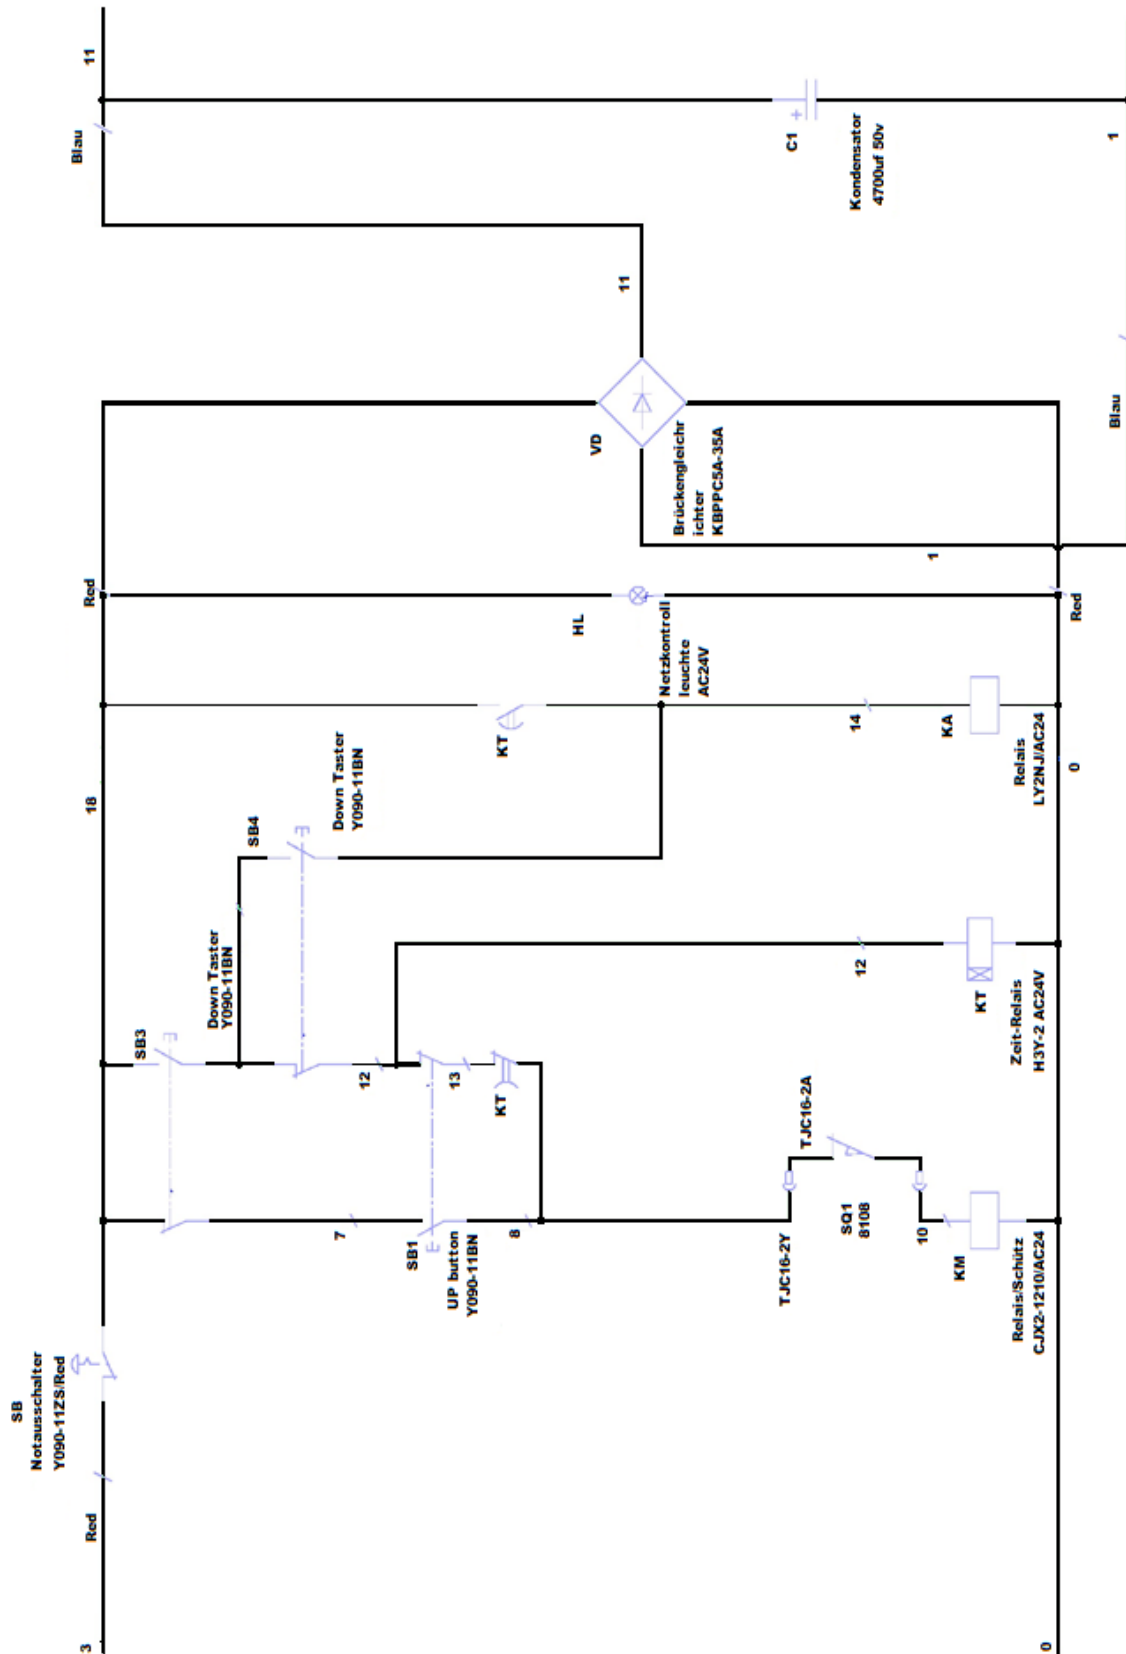 3
Red
SB
Notausschalter
Y090-11ZS/Red
0
7
SB1
UP button
Y090-11BN
8
TJC16-2Y
TJC16-2A
SQ1
8108
10
KM
Relais/Schütz
CJX2-1210/AC24
SB3
12
13
KT
Down Taster
Y090-11BN
12
KT
Zeit-Relais
H3Y-2 AC24V
18
SB4
Down Taster
Y090-11BN
KT
14
KA
Relais
LY2NJ/AC24
0
Red
HL
Netzkontroll
leuchte
AC24V
Red
1
VD
Brückengleichr
ichter
KBPPC5A-35A
11
Blau
Blau
11
C1
+
Kondensator
4700uf 50v
1